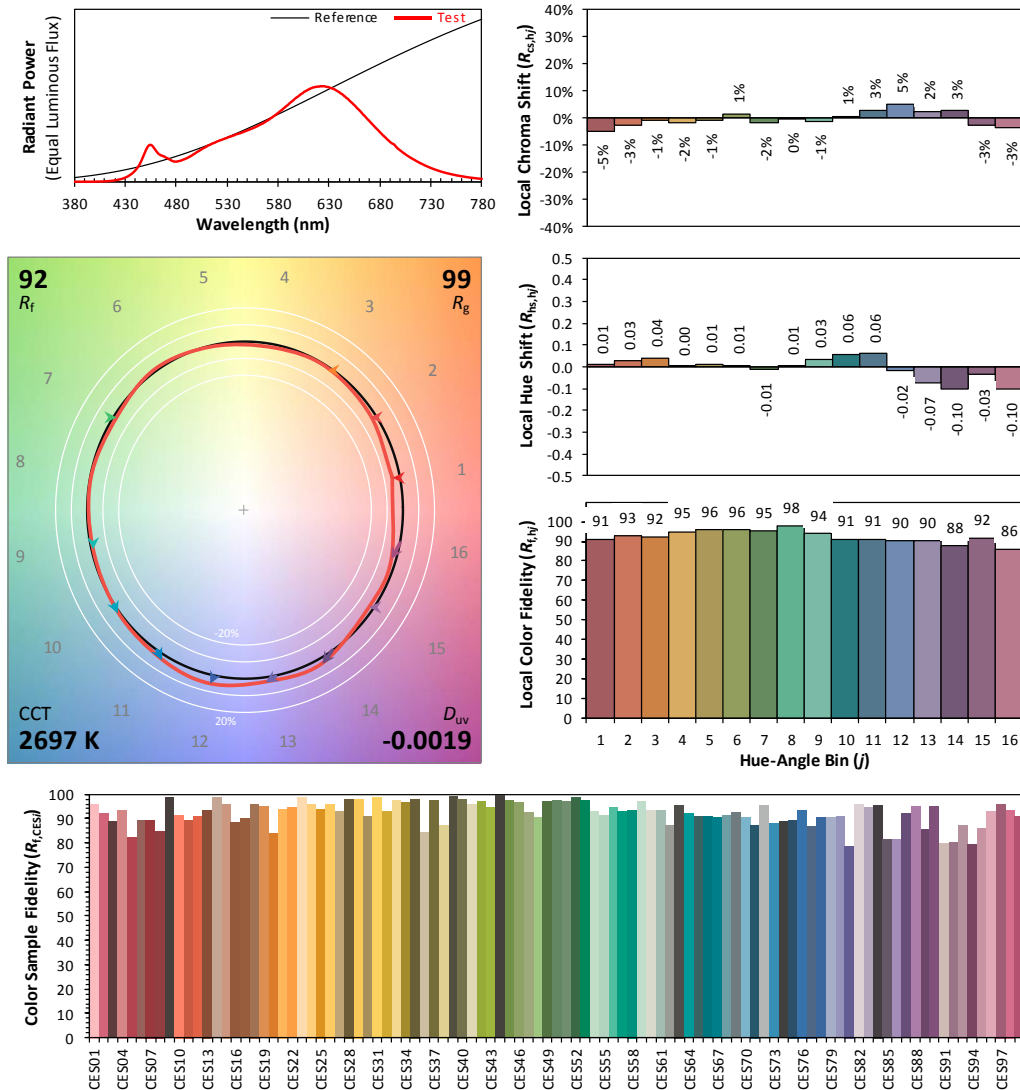 Reference
Test
Radiant Power
(Equal Luminous Flux)
380 430 480 530 580 630 680 730 780
Wavelength (nm)
Local Chroma Shift (Rcs,hj)
40%
30%
20%
10%
0%
-10%
-20%
-30%
-40%
-5% -3% -1% -2% -1% 1% -2% 0% -1% 1% 3% 5% 2% 3% -3% -3%
92
Rf
99
Rg
5 4
6 3
7 2
8 1
9 16
10 15
11 14
12 13
-20%
20%
CCT
2697 K
Duv
-0.0019
Local Hue Shift (Rhs,hj)
0.5
0.4
0.3
0.2
0.1
0.0
-0.1
-0.2
-0.3
-0.4
-0.5
0.01 0.03 0.04 0.00 0.01 0.01 -0.01 0.01 0.03 0.06 0.06 -0.02 -0.07 -0.10 -0.03 -0.10
Local Color Fidelity (Rf,hj)
100
90
80
70
60
50
40
30
20
10
0
91 93 92 95 96 96 95 98 94 91 91 90 90 88 92 86
1 2 3 4 5 6 7 8 9 10 11 12 13 14 15 16
Hue-Angle Bin (j)
Color Sample Fidelity (Rf,CESi)
100
90
80
70
60
50
40
30
20
10
0
CES01 CES04 CES07 CES10 CES13 CES16 CES19 CES22 CES25 CES28 CES31 CES34 CES37 CES40 CES43 CES46 CES49 CES52 CES55 CES58 CES61 CES64 CES67 CES70 CES73 CES76 CES79 CES82 CES85 CES88 CES91 CES94 CES97